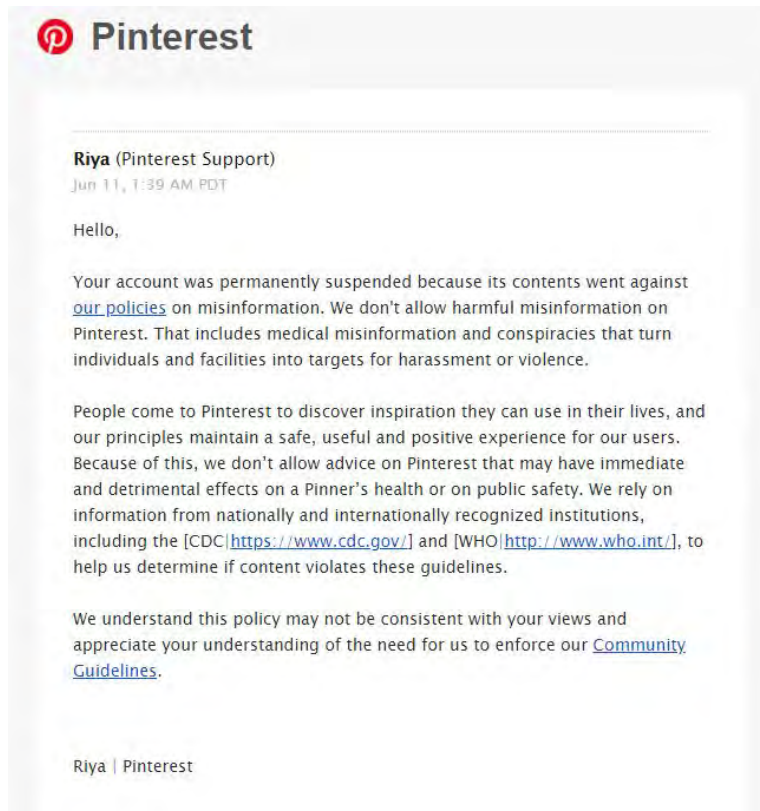 Pinterest
Riya (Pinterest Support)
Jun 11, 1:39 AM PDT
Hello,
Your account was permanently suspended because its contents went against
our policies on misinformation. We don't allow harmful misinformation on
Pinterest. That includes medical misinformation and conspiracies that turn
individuals and facilities into targets for harassment or violence.
People come to Pinterest to discover inspiration they can use in their lives, and
our principles maintain a safe, useful and positive experience for our users.
Because of this, we don’t allow advice on Pinterest that may have immediate
and detrimental effects on a Pinner’s health or on public safety. We rely on
information from nationally and internationally recognized institutions,
including the [CDC|https://www.cdc.gov/] and [WHO|http://www.who.int/], to
help us determine if content violates these guidelines.
We understand this policy may not be consistent with your views and
appreciate your understanding of the need for us to enforce our Community
Guidelines.
Riya | Pinterest